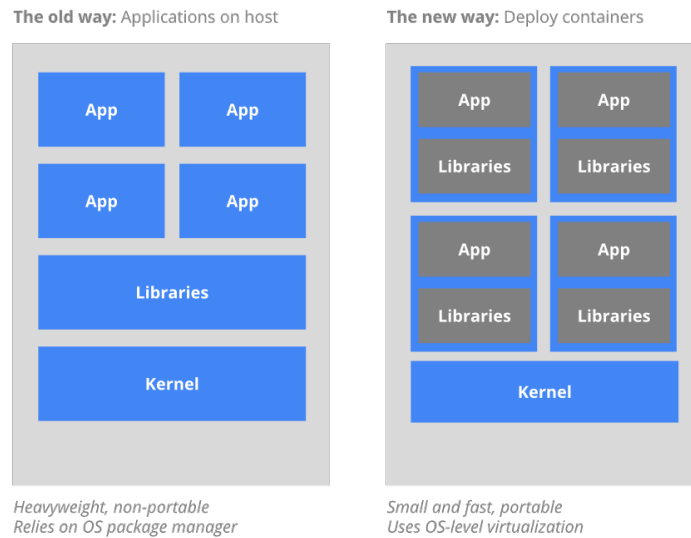 The old way: Applications on host
App
App
App
App
Libraries
Kernel
Heavyweight, non-portable
Relies on OS package manager
The new way: Deploy containers
App
App
Libraries
Libraries
App
App
Libraries
Libraries
Kernel
Small and fast, portable
Uses OS-level virtualization